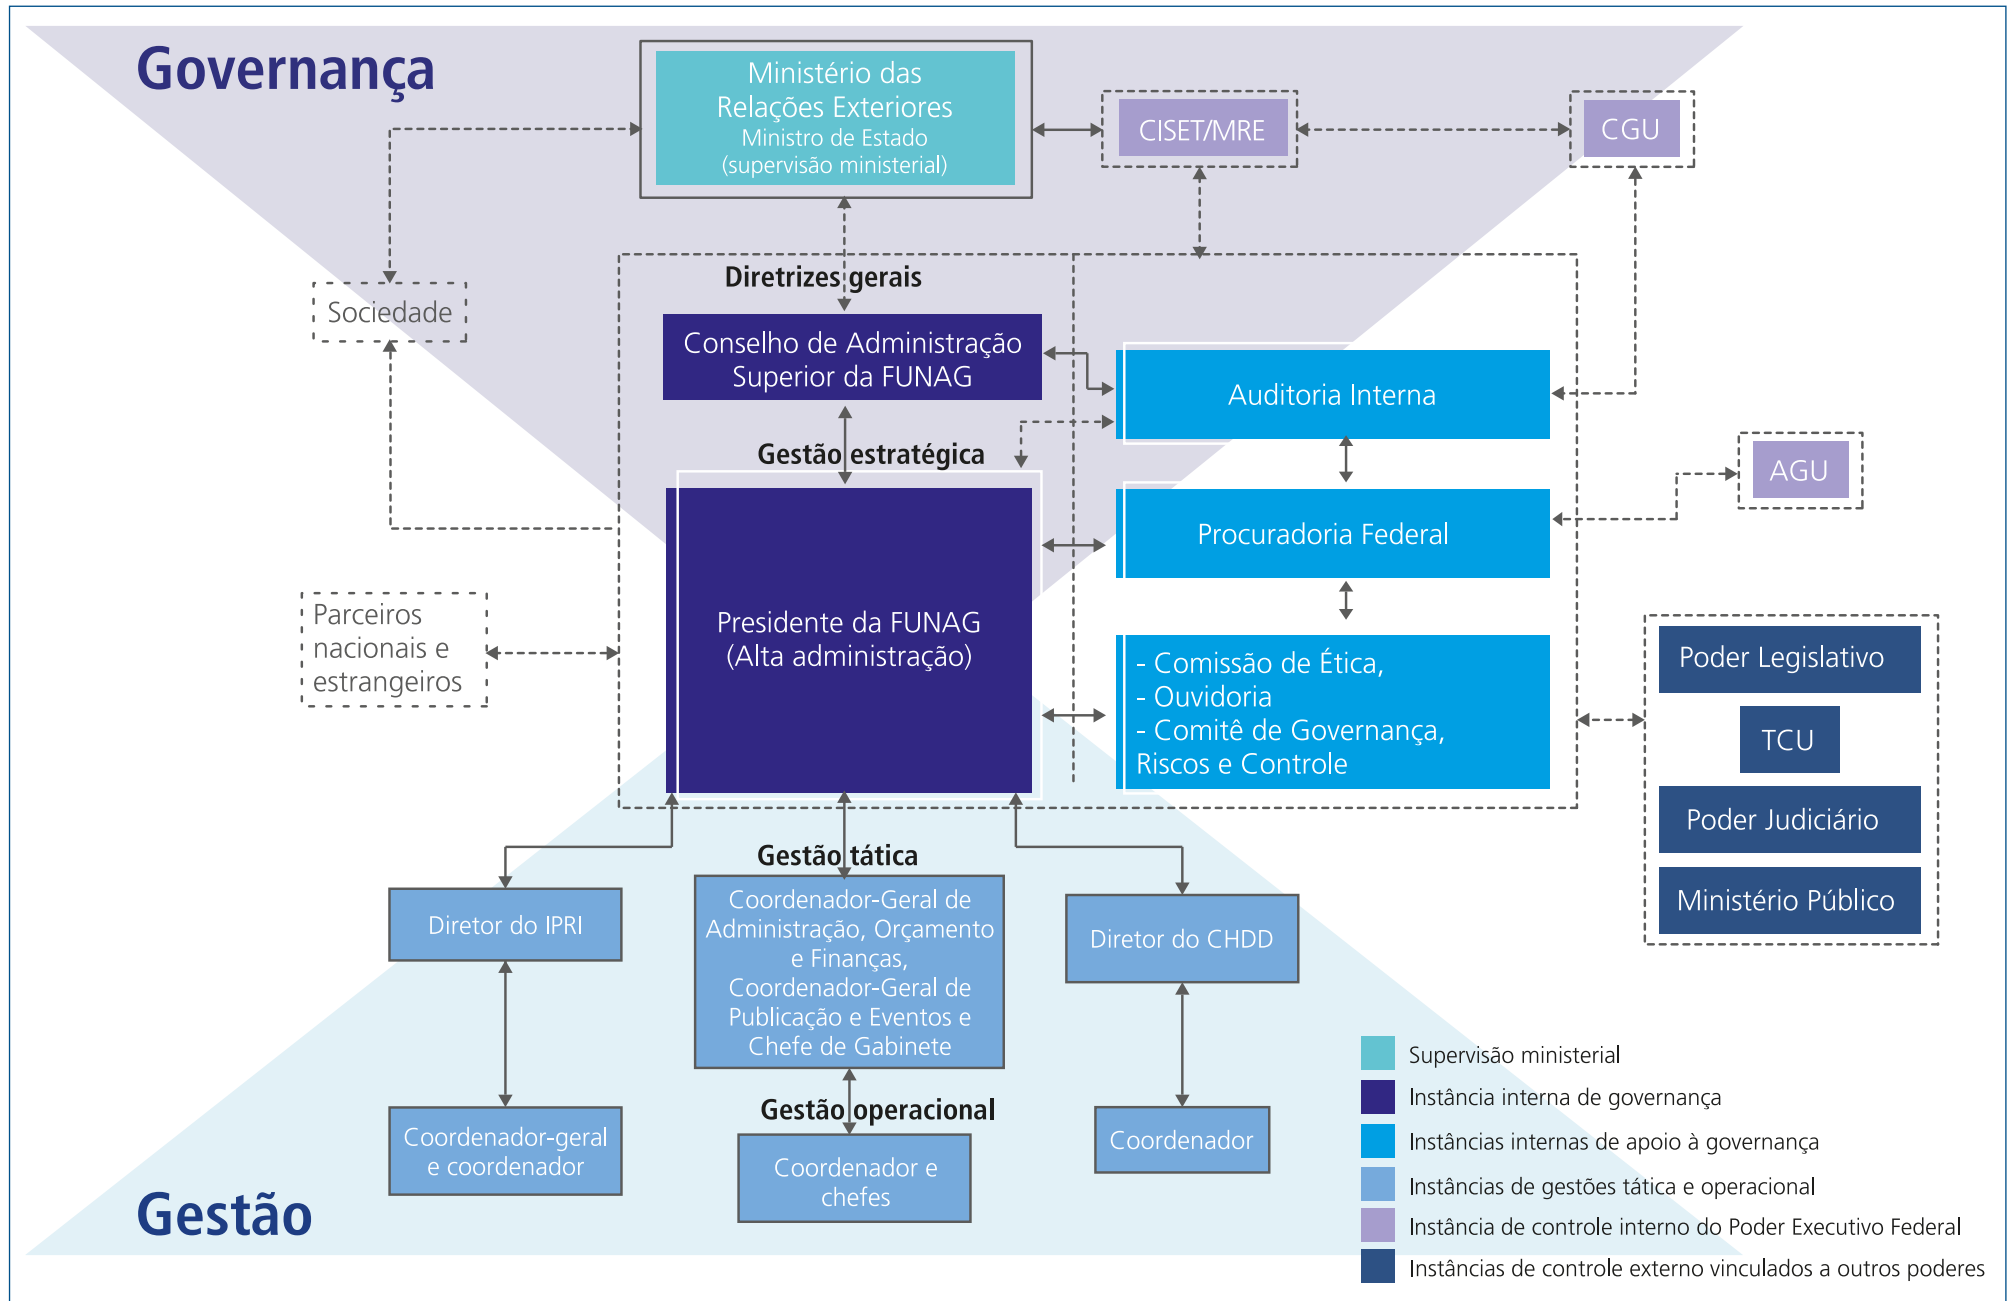 Governança
Ministério das
Relações Exteriores
Ministro de Estado
(supervisão ministerial)
CISET/MRE
CGU
Sociedade
Diretrizes gerais
Conselho de Administração
Superior da FUNAG
Auditoria Interna
Gestão estratégica
AGU
Procuradoria Federal
Parceiros
nacionais e
estrangeiros
Presidente da FUNAG
(Alta administração)
- Comissão de Ética,
- Ouvidoria
- Comitê de Governança,
Riscos e Controle
Poder Legislativo
TCU
Poder Judiciário
Ministério Público
Gestão tática
Diretor do IPRI
Coordenador-Geral de
Administração, Orçamento
e Finanças,
Coordenador-Geral de
Publicação e Eventos e
Chefe de Gabinete
Diretor do CHDD
Gestão operacional
Coordenador-geral
e coordenador
Coordenador e
chefes
Coordenador
Gestão
Supervisão ministerial
Instância interna de governança
Instâncias internas de apoio à governança
Instâncias de gestões tática e operacional
Instância de controle interno do Poder Executivo Federal
Instâncias de controle externo vinculados a outros poderes